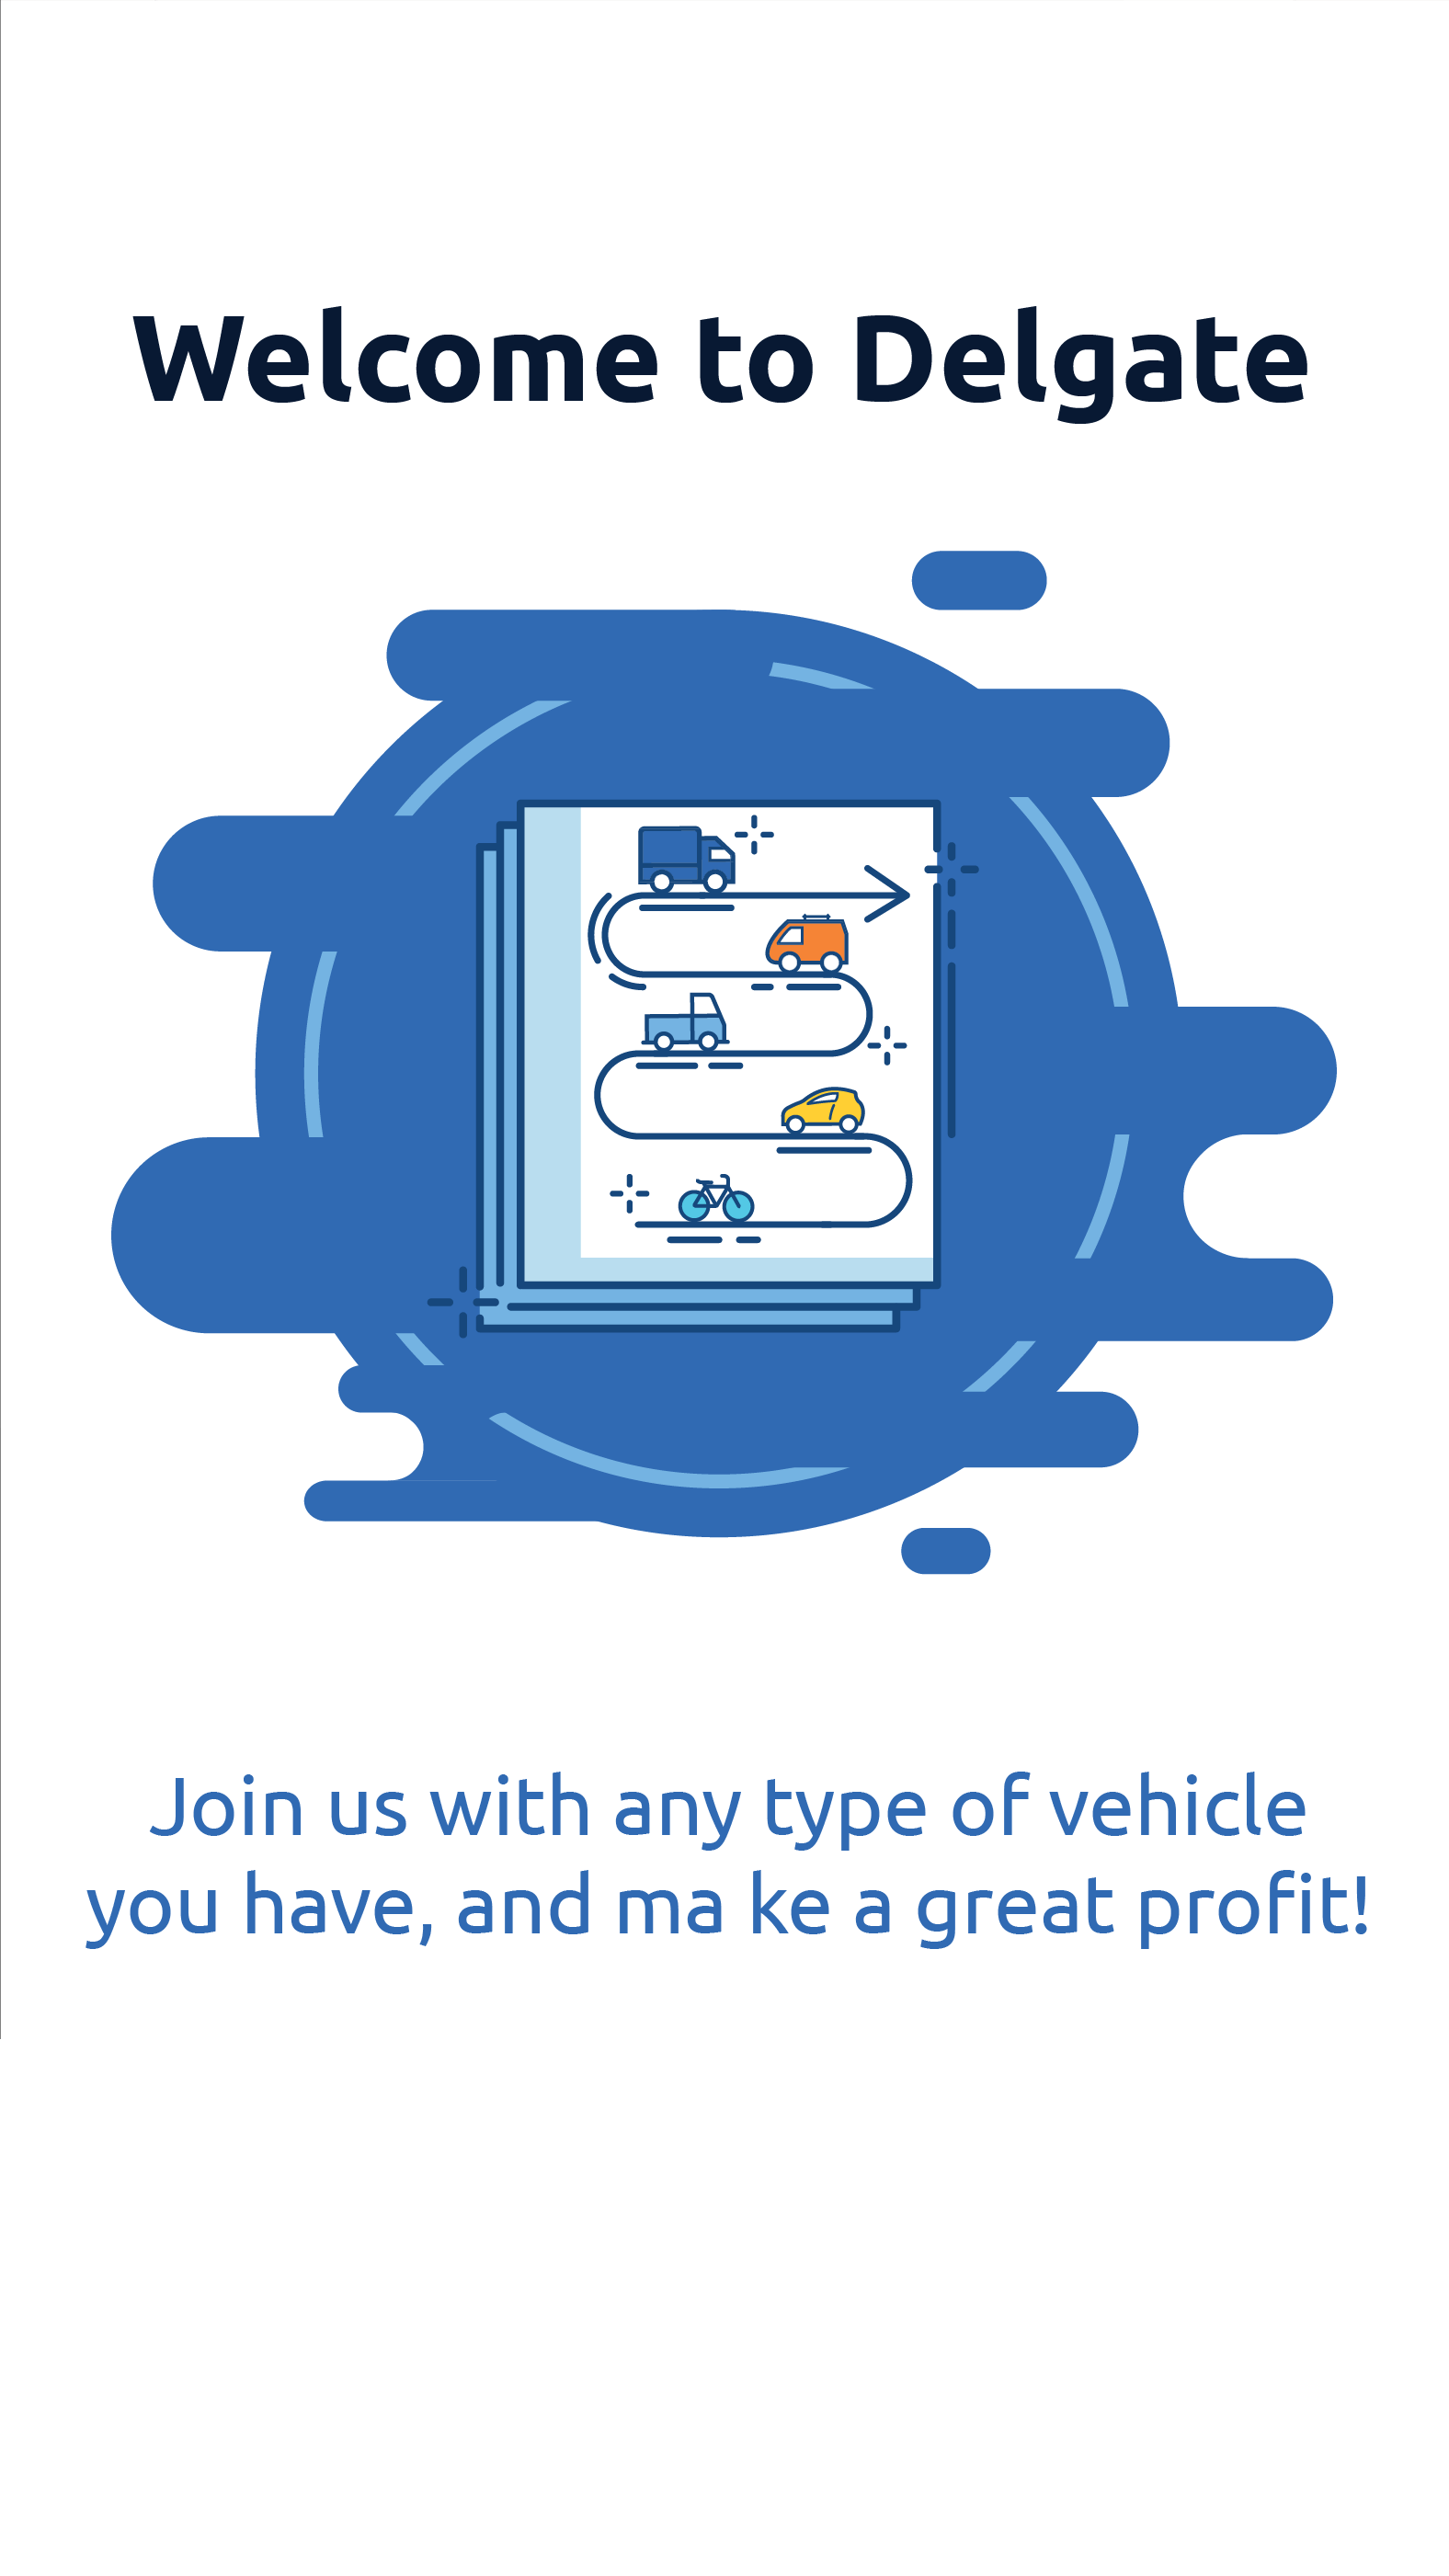 Welcome to Delgate
Join us with any type of vehicle
you have, and ma ke a great profit!